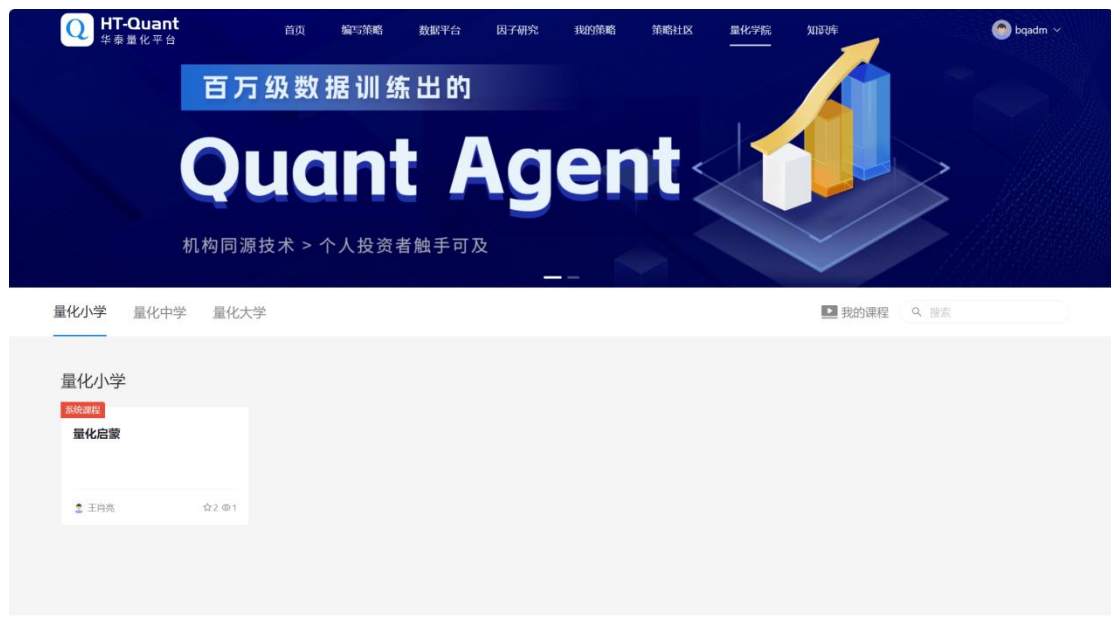 HT-Quant
华泰量化平台
首页 编写策略 数据平台 因子研究 我的策略 策略社区 量化学院 知识库
bqadm
百万级数据训练出的
Quant Agent
机构同源技术 > 个人投资者触手可及
量化小学 量化中学 量化大学
我的课程 搜索
量化小学
系统课程
量化启蒙
王肖亮 2 1